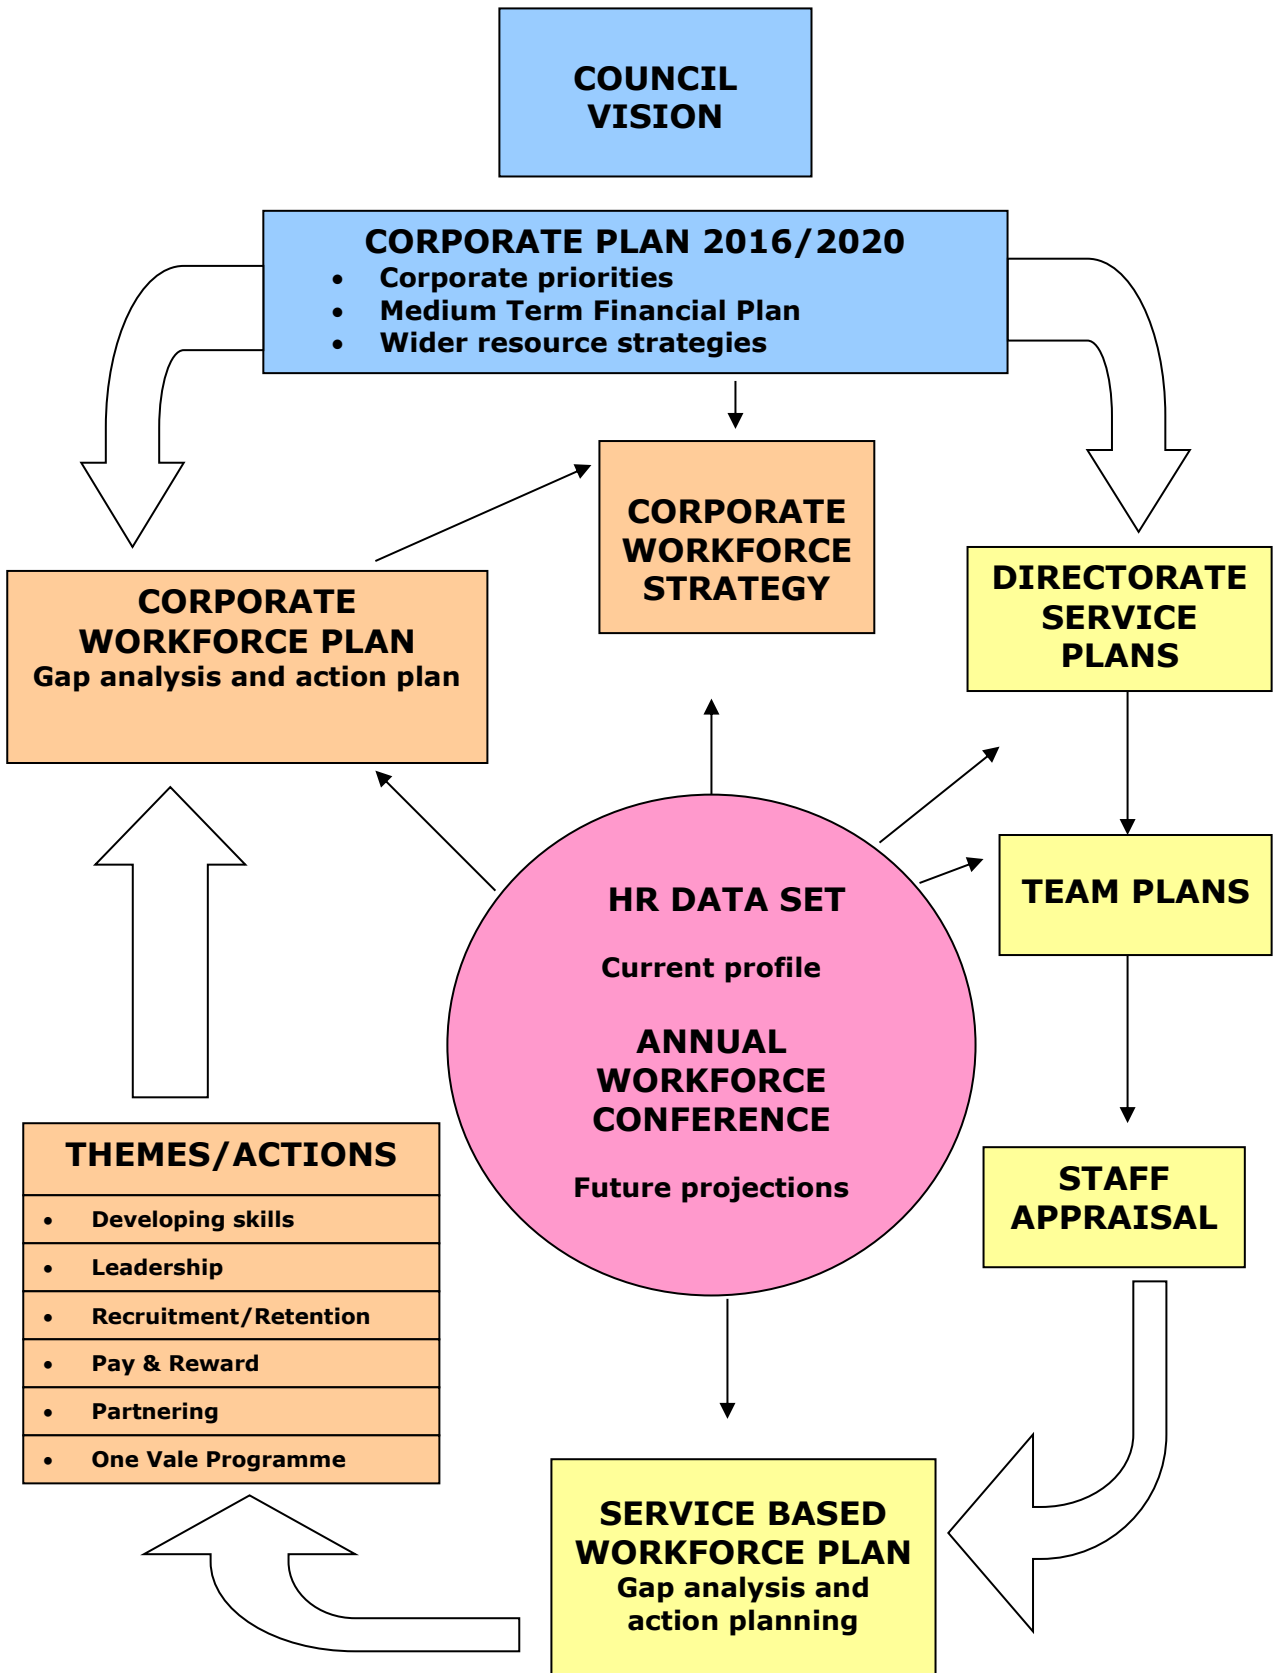 COUNCIL
VISION
CORPORATE PLAN 2016/2020
• Corporate priorities
• Medium Term Financial Plan
• Wider resource strategies
CORPORATE
WORKFORCE
STRATEGY
CORPORATE
WORKFORCE PLAN
Gap analysis and action plan
DIRECTORATE
SERVICE
PLANS
TEAM PLANS
HR DATA SET
Current profile
ANNUAL
WORKFORCE
CONFERENCE
Future projections
THEMES/ACTIONS
• Developing skills
• Leadership
• Recruitment/Retention
• Pay & Reward
• Partnering
• One Vale Programme
STAFF
APPRAISAL
SERVICE BASED
WORKFORCE PLAN
Gap analysis and
action planning